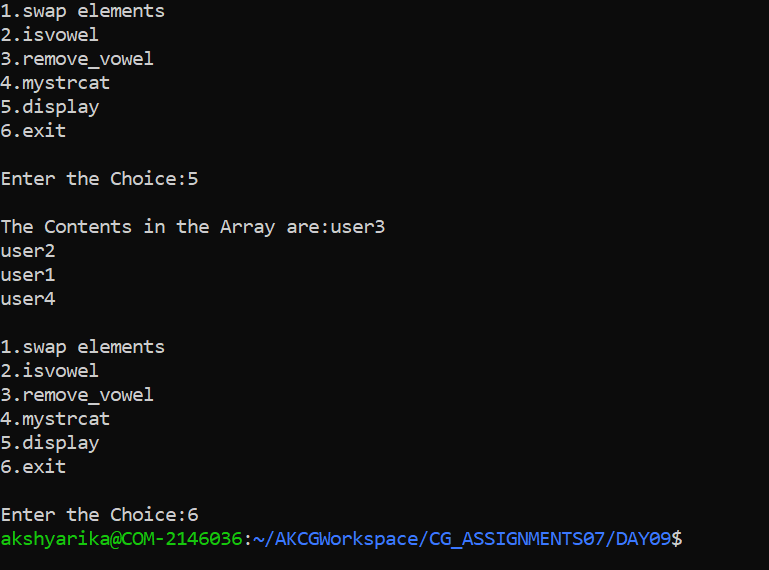 1.swap elements
2.isvowel
3.remove_vowel
4.mystrcat
5.display
6.exit
Enter the Choice:5
The Contents in the Array are:user3
user2
user1
user4
1.swap elements
2.isvowel
3.remove_vowel
4.mystrcat
5.display
6.exit
Enter the Choice:6
akshyarika@COM-2146036:~/AKCGWorkspace/CG_ASSIGNMENTS07/DAY09$